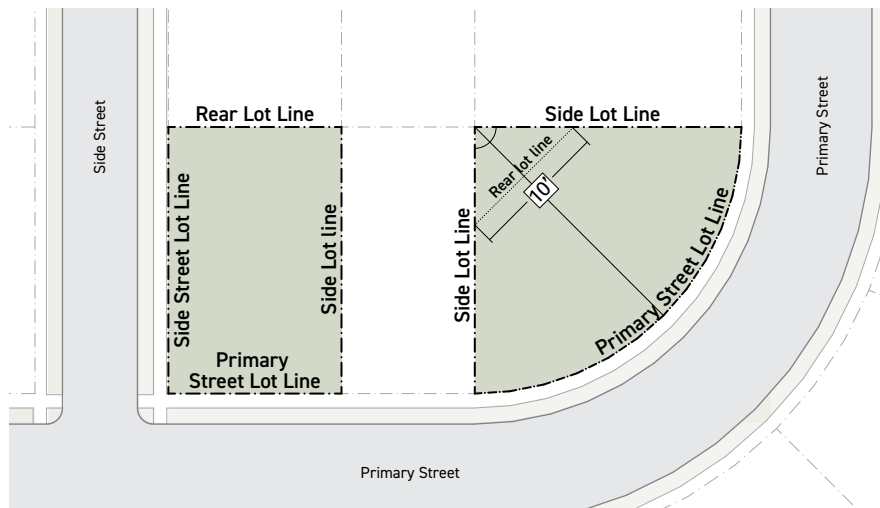 Rear Lot Line
Side Lot Line
Side Street
Primary Street
Rear lot line
10'
Side Street Lot Line
Side Lot line
Side Lot Line
Primary Street Lot Line
Primary
Street Lot Line
Primary Street